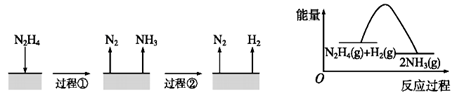 N₂H₄
N₂ NH₃
N₂ H₂
过程①
过程②
能量
N₂H₄(g)+H₂(g)
2NH₃(g)
O
反应过程